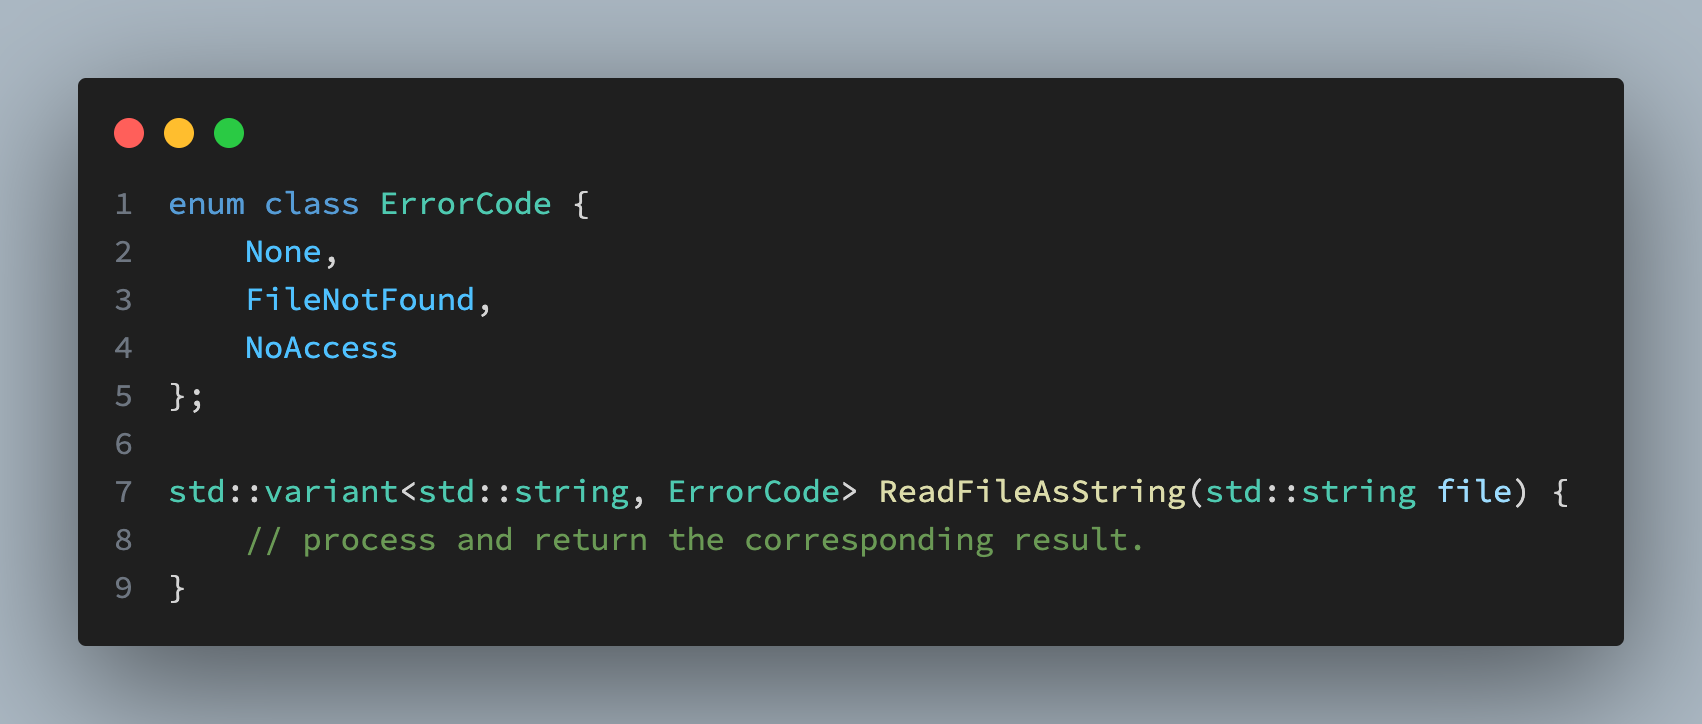 1 enum class ErrorCode {
2     None,
3     FileNotFound,
4     NoAccess
5 };
6
7 std::variant<std::string, ErrorCode> ReadFileAsString(std::string file) {
8     // process and return the corresponding result.
9 }